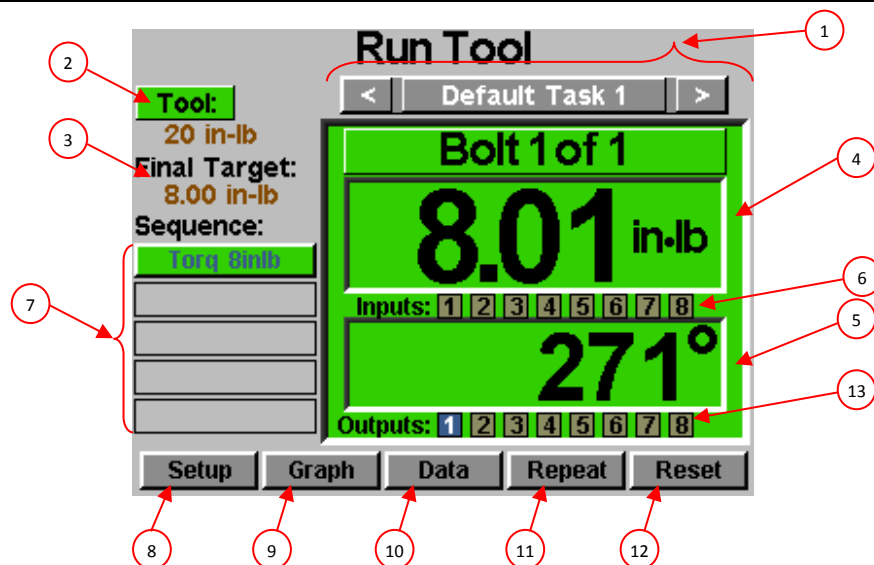 Run Tool
1
2
< Default Task 1 >
Tool:
20 in-lb
3
Final Target:
8.00 in-lb
Bolt 1 of 1
4
8.01 in•lb
Sequence:
Torq 8inlb
6
Inputs: 1 2 3 4 5 6 7 8
7
5
271°
13
Outputs: 1 2 3 4 5 6 7 8
Setup Graph Data Repeat Reset
8 9 10 11 12